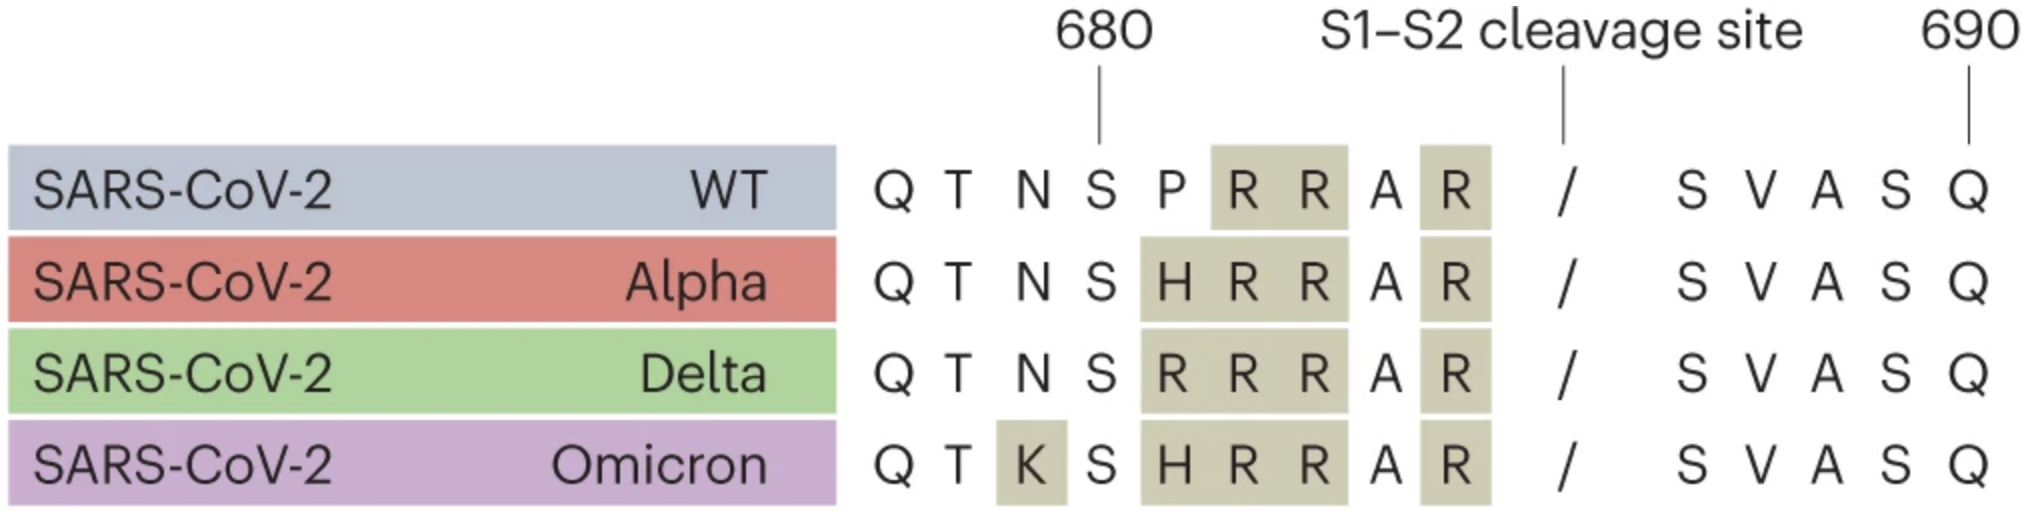 680 S1–S2 cleavage site 690
SARS-CoV-2 WT Q T N S P R R A R / S V A S Q
SARS-CoV-2 Alpha Q T N S H R R A R / S V A S Q
SARS-CoV-2 Delta Q T N S R R R A R / S V A S Q
SARS-CoV-2 Omicron Q T K S H R R A R / S V A S Q